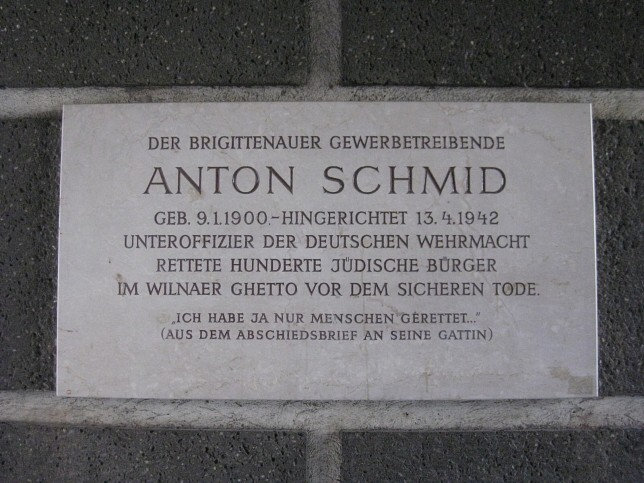 DER BRIGITTENAUER GEWERBETREIBENDE
ANTON SCHMID
GEB. 9.1.1900.-HINGERICHTET 13.4.1942
UNTEROFFIZIER DER DEUTSCHEN WEHRMACHT
RETTETE HUNDERTE JÜDISCHE BÜRGER
IM WILNAER GHETTO VOR DEM SICHEREN TODE.
„ICH HABE JA NUR MENSCHEN GERETTET..."
(AUS DEM ABSCHIEDSBRIEF AN SEINE GATTIN)